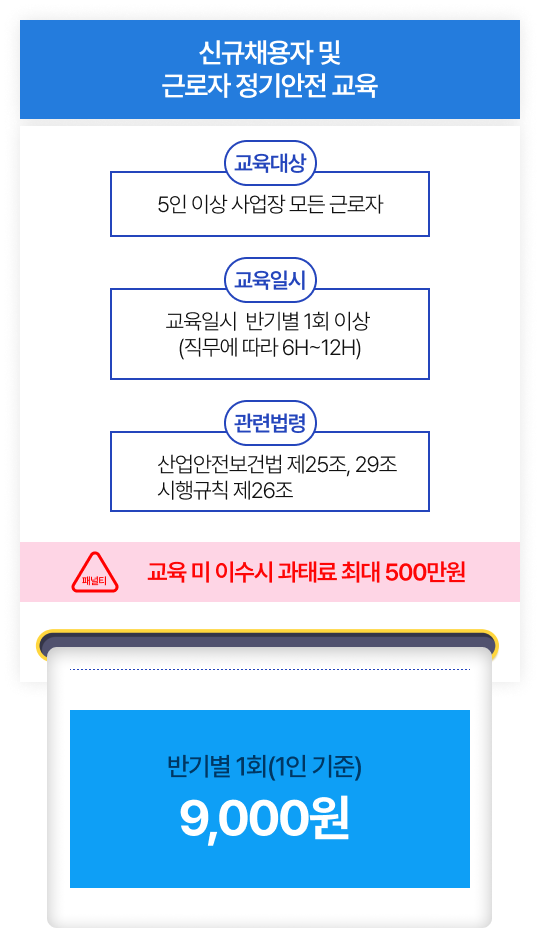 신규채용자 및
근로자 정기안전 교육
교육대상
5인 이상 사업장 모든 근로자
교육일시
교육일시 반기별 1회 이상
(직무에 따라 6H~12H)
관련법령
산업안전보건법 제25조, 29조
시행규칙 제26조
패널티
교육 미 이수시 과태료 최대 500만원
반기별 1회(1인 기준)
9,000원